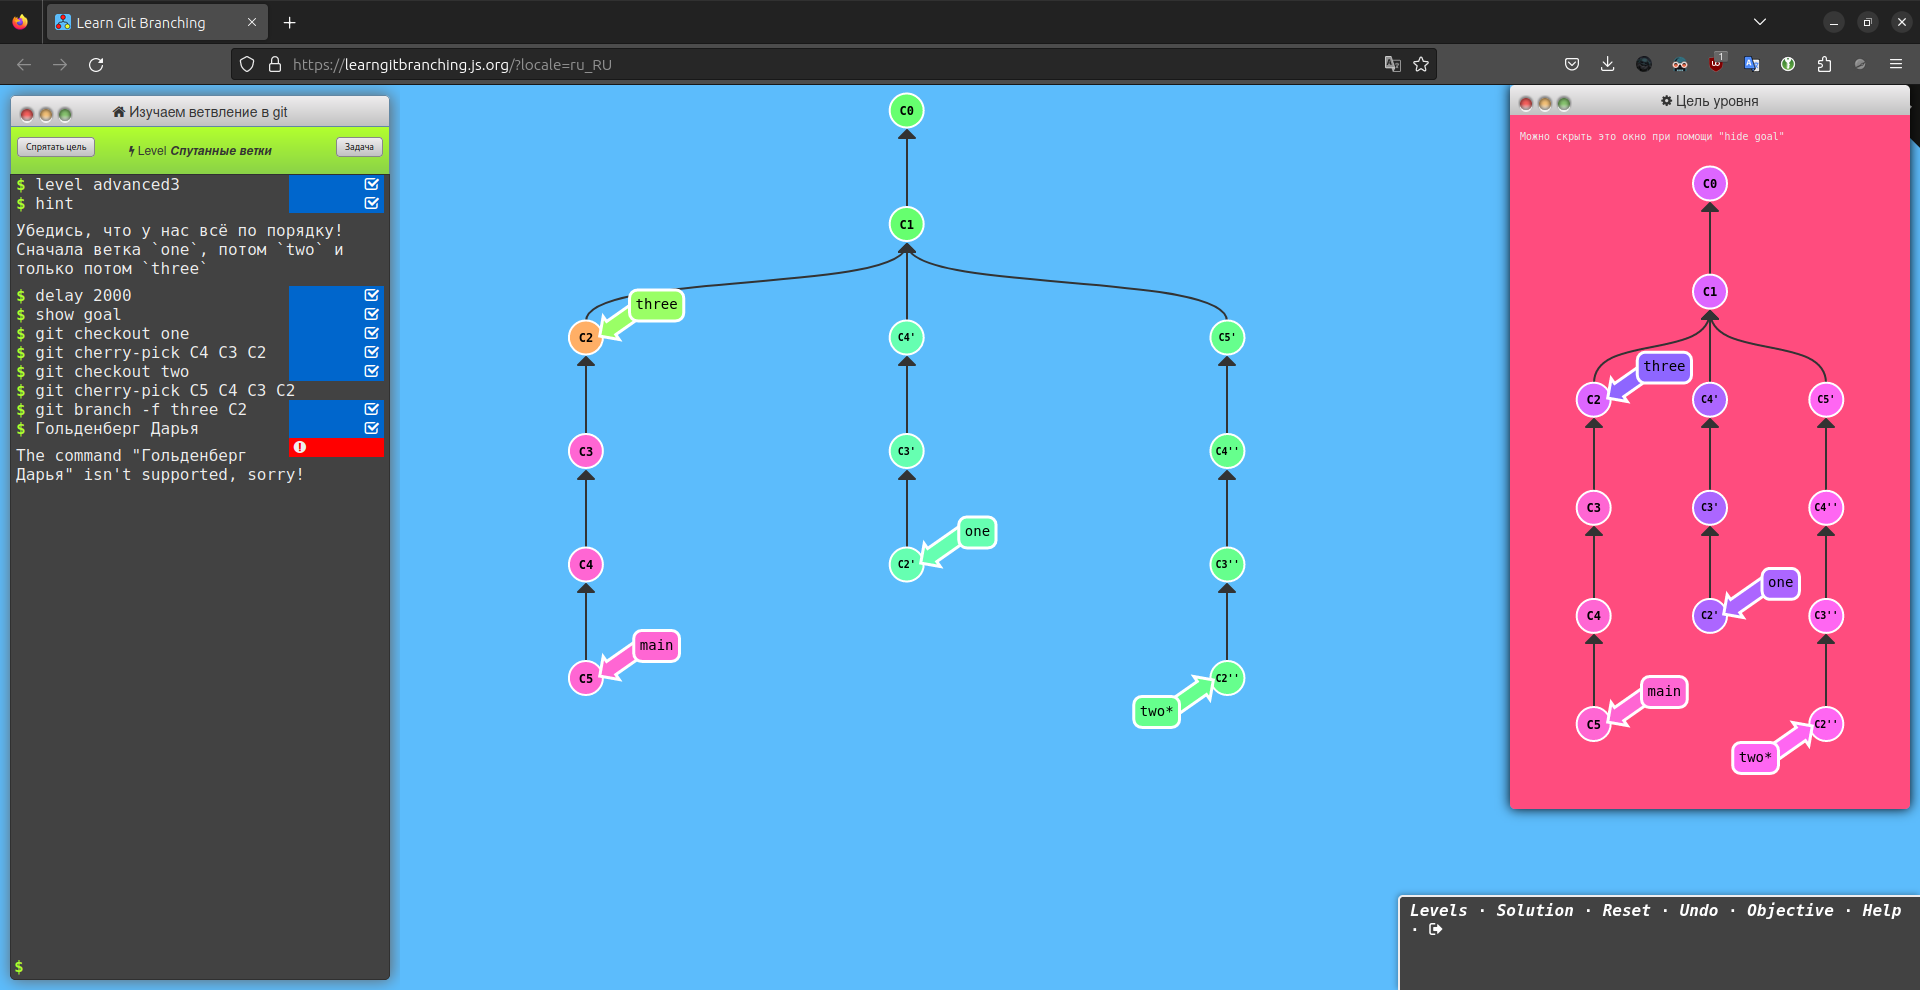 Learn Git Branching
https://learngitbranching.js.org/?locale=ru_RU
1
Изучаем ветвление в git
Спрятать цель
Level Спутанные ветки
Задача
$ level advanced3
$ hint
Убедись, что у нас всё по порядку!
Сначала ветка `one`, потом `two` и
только потом `three`
$ delay 2000
$ show goal
$ git checkout one
$ git cherry-pick C4 C3 C2
$ git checkout two
$ git cherry-pick C5 C4 C3 C2
$ git branch -f three C2
$ Гольденберг Дарья
The command "Гольденберг
Дарья" isn't supported, sorry!
$
C0
C1
three
C2
C4'
C5'
C3
C3'
C4''
one
C4
C2'
C3''
main
C5
C2''
two*
Цель уровня
Можно скрыть это окно при помощи "hide goal"
C0
C1
three
C2
C4'
C5'
C3
C3'
C4''
one
C4
C2'
C3''
main
C5
C2''
two*
Levels · Solution · Reset · Undo · Objective · Help
·